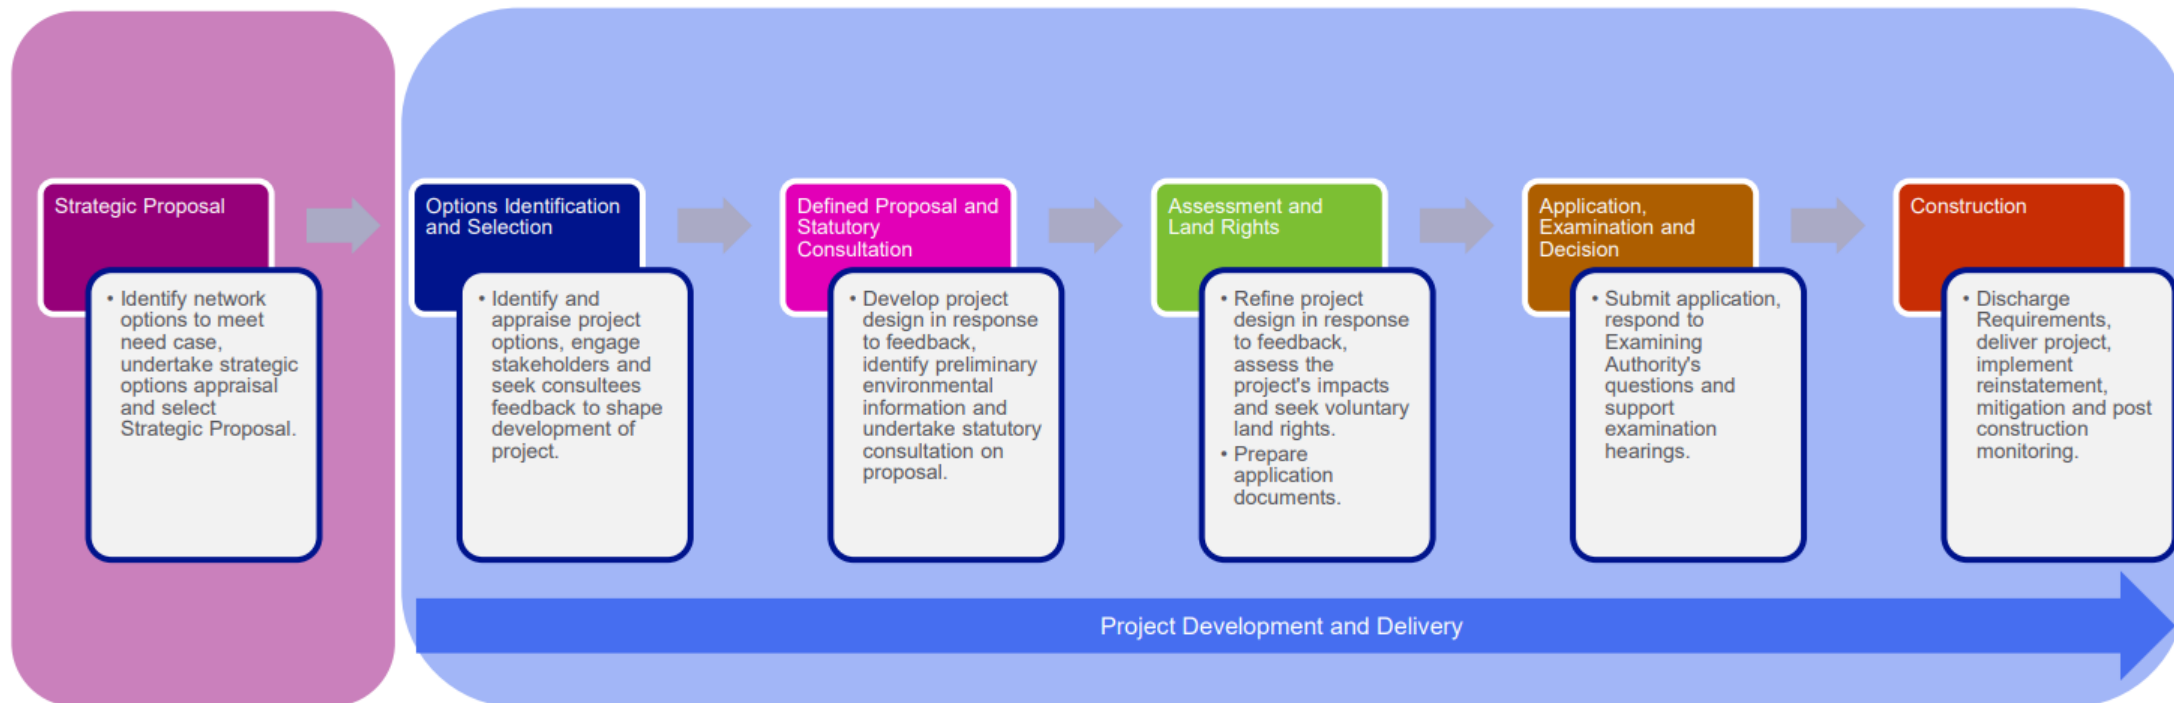 Strategic Proposal
• Identify network
options to meet
need case,
undertake strategic
options appraisal
and select
Strategic Proposal.
Options Identification
and Selection
• Identify and
appraise project
options, engage
stakeholders and
seek consultees
feedback to shape
development of
project.
Defined Proposal and
Statutory
Consultation
• Develop project
design in response
to feedback,
identify preliminary
environmental
information and
undertake statutory
consultation on
proposal.
Assessment and
Land Rights
• Refine project
design in response
to feedback,
assess the
project's impacts
and seek voluntary
land rights.
• Prepare
application
documents.
Application,
Examination and
Decision
• Submit application,
respond to
Examining
Authority's
questions and
support
examination
hearings.
Construction
• Discharge
Requirements,
deliver project,
implement
reinstatement,
mitigation and post
construction
monitoring.
Project Development and Delivery